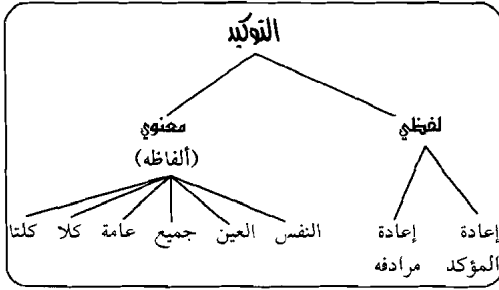 التوكيد
لفظي معنوي
(ألفاظه)
إعادة إعادة النفس العين جميع عامة كلا كلتا
المؤكد مرادفه